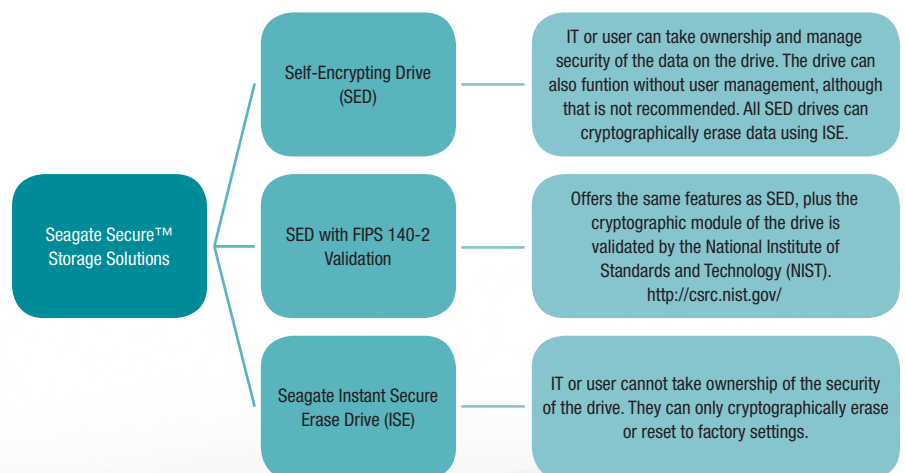 Self-Encrypting Drive
(SED)
IT or user can take ownership and manage
security of the data on the drive. The drive can
also funtion without user management, although
that is not recommended. All SED drives can
cryptographically erase data using ISE.
Seagate Secure™
Storage Solutions
SED with FIPS 140-2
Validation
Offers the same features as SED, plus the
cryptographic module of the drive is
validated by the National Institute of
Standards and Technology (NIST).
http://csrc.nist.gov/
Seagate Instant Secure
Erase Drive (ISE)
IT or user cannot take ownership of the security
of the drive. They can only cryptographically erase
or reset to factory settings.